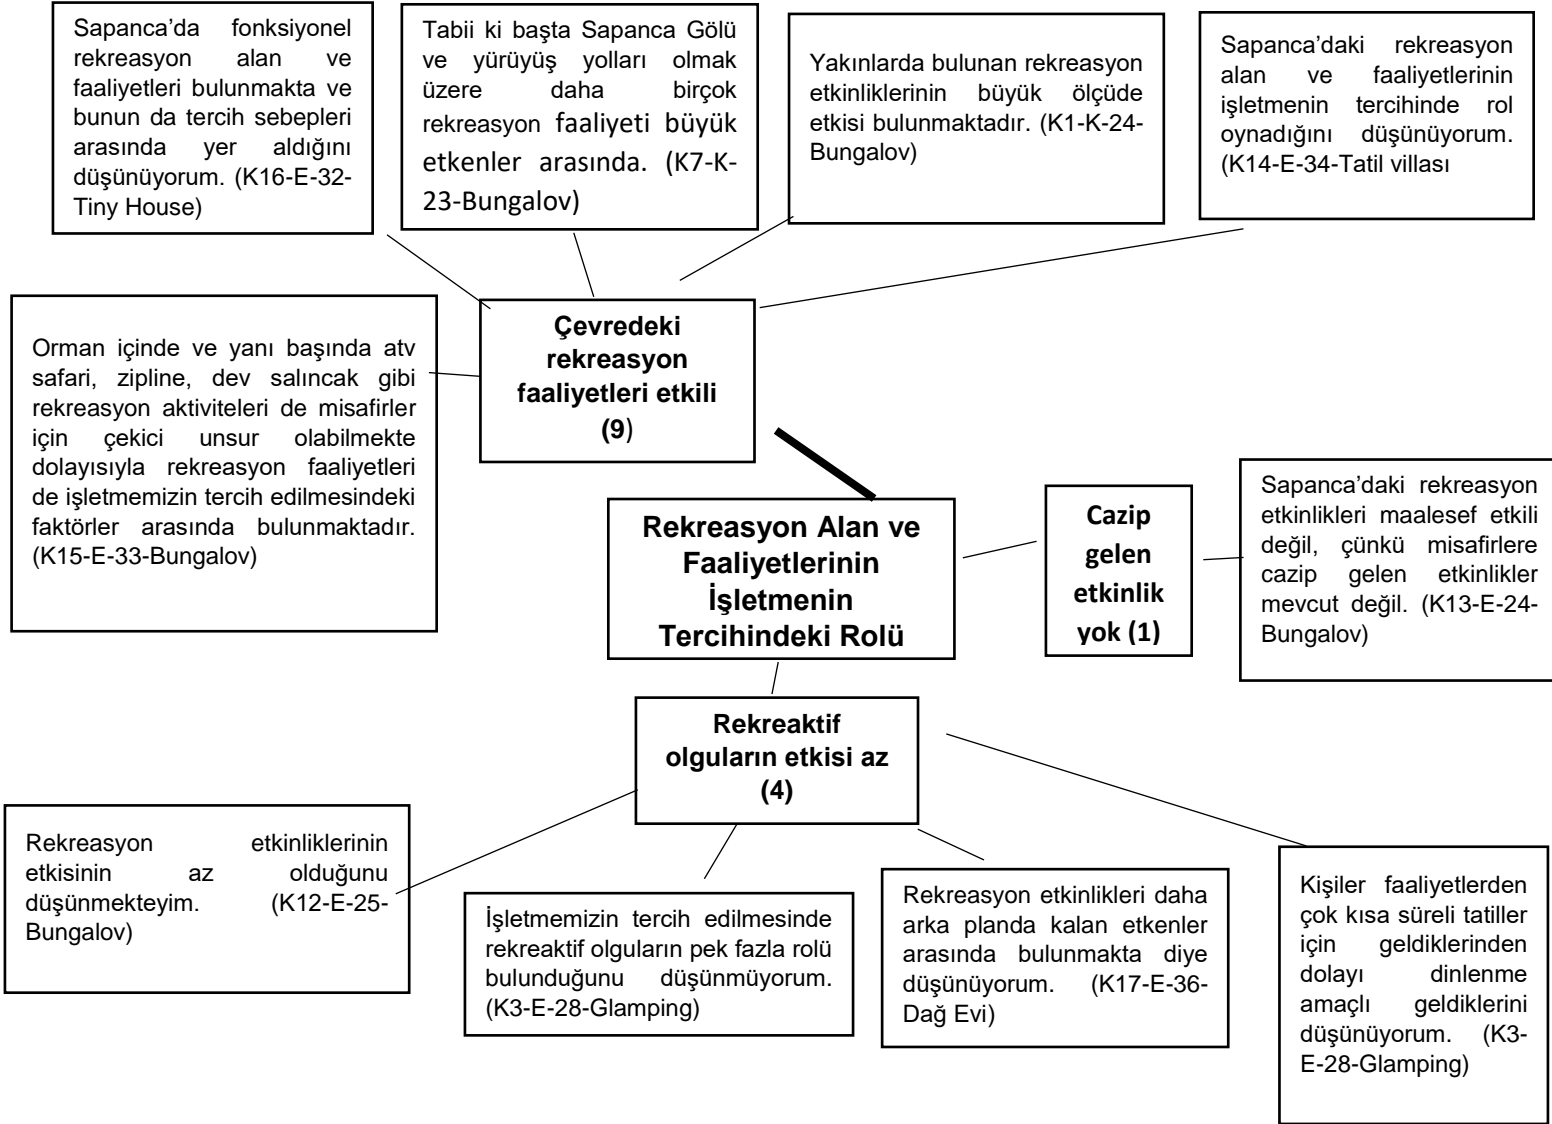 Sapanca’da fonksiyonel
rekreasyon alan ve
faaliyetleri bulunmakta ve
bunun da tercih sebepleri
arasında yer aldığını
düşünüyorum. (K16-E-32-
Tiny House)
Tabii ki başta Sapanca Gölü
ve yürüyüş yolları olmak
üzere daha birçok
rekreasyon faaliyeti büyük
etkenler arasında. (K7-K-
23-Bungalov)
Yakınlarda bulunan rekreasyon
etkinliklerinin büyük ölçüde
etkisi bulunmaktadır. (K1-K-24-
Bungalov)
Sapanca’daki rekreasyon
alan ve faaliyetlerinin
işletmenin tercihinde rol
oynadığını düşünüyorum.
(K14-E-34-Tatil villası
Orman içinde ve yanı başında atv
safari, zipline, dev salıncak gibi
rekreasyon aktiviteleri de misafirler
için çekici unsur olabilmekte
dolayısıyla rekreasyon faaliyetleri
de işletmemizin tercih edilmesindeki
faktörler arasında bulunmaktadır.
(K15-E-33-Bungalov)
Çevredeki
rekreasyon
faaliyetleri etkili
(9)
Rekreasyon Alan ve
Faaliyetlerinin
İşletmenin
Tercihindeki Rolü
Cazip
gelen
etkinlik
yok (1)
Sapanca’daki rekreasyon
etkinlikleri maalesef etkili
değil, çünkü misafirlere
cazip gelen etkinlikler
mevcut değil. (K13-E-24-
Bungalov)
Rekreaktif
olguların etkisi az
(4)
Rekreasyon etkinliklerinin
etkisinin az olduğunu
düşünmekteyim. (K12-E-25-
Bungalov)
İşletmemizin tercih edilmesinde
rekreaktif olguların pek fazla rolü
bulunduğunu düşünmüyorum.
(K3-E-28-Glamping)
Rekreasyon etkinlikleri daha
arka planda kalan etkenler
arasında bulunmakta diye
düşünüyorum. (K17-E-36-
Dağ Evi)
Kişiler faaliyetlerden
çok kısa süreli tatiller
için geldiklerinden
dolayı dinlenme
amaçlı geldiklerini
düşünüyorum. (K3-
E-28-Glamping)